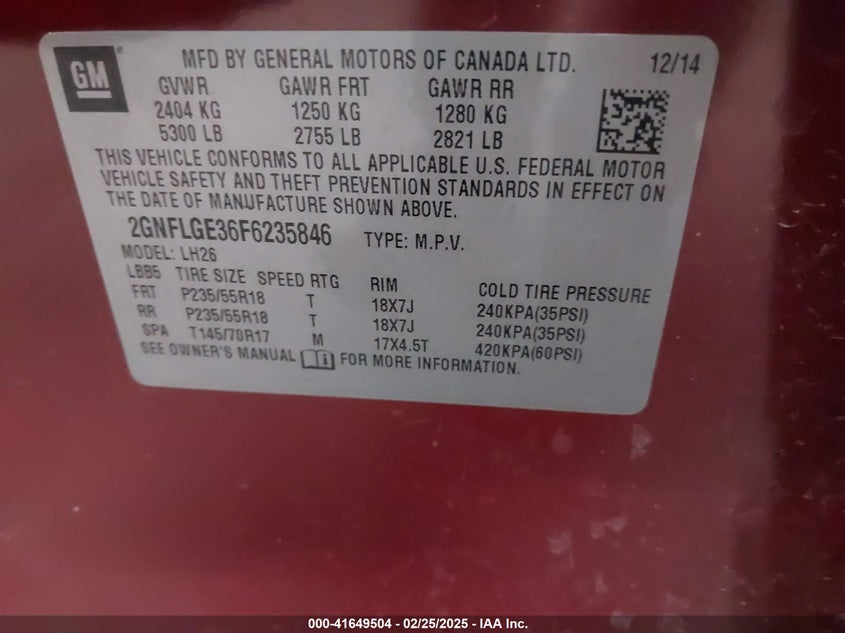 GM® MFD BY GENERAL MOTORS OF CANADA LTD. 12/14
GVWR GAWR FRT GAWR RR
2404 KG 1250 KG 1280 KG
5300 LB 2755 LB 2821 LB
THIS VEHICLE CONFORMS TO ALL APPLICABLE U.S. FEDERAL MOTOR
VEHICLE SAFETY AND THEFT PREVENTION STANDARDS IN EFFECT ON
THE DATE OF MANUFACTURE SHOWN ABOVE.
2GNFLGE36F6235846 TYPE: M.P.V.
MODEL: LH26
LBB5 TIRE SIZE SPEED RTG RIM COLD TIRE PRESSURE
FRT P235/55R18 T 18X7J 240KPA(35PSI)
RR P235/55R18 T 18X7J 240KPA(35PSI)
SPA T145/70R17 M 17X4.5T 420KPA(60PSI)
SEE OWNER'S MANUAL i FOR MORE INFORMATION.
000-41649504 - 02/25/2025 - IAA Inc.